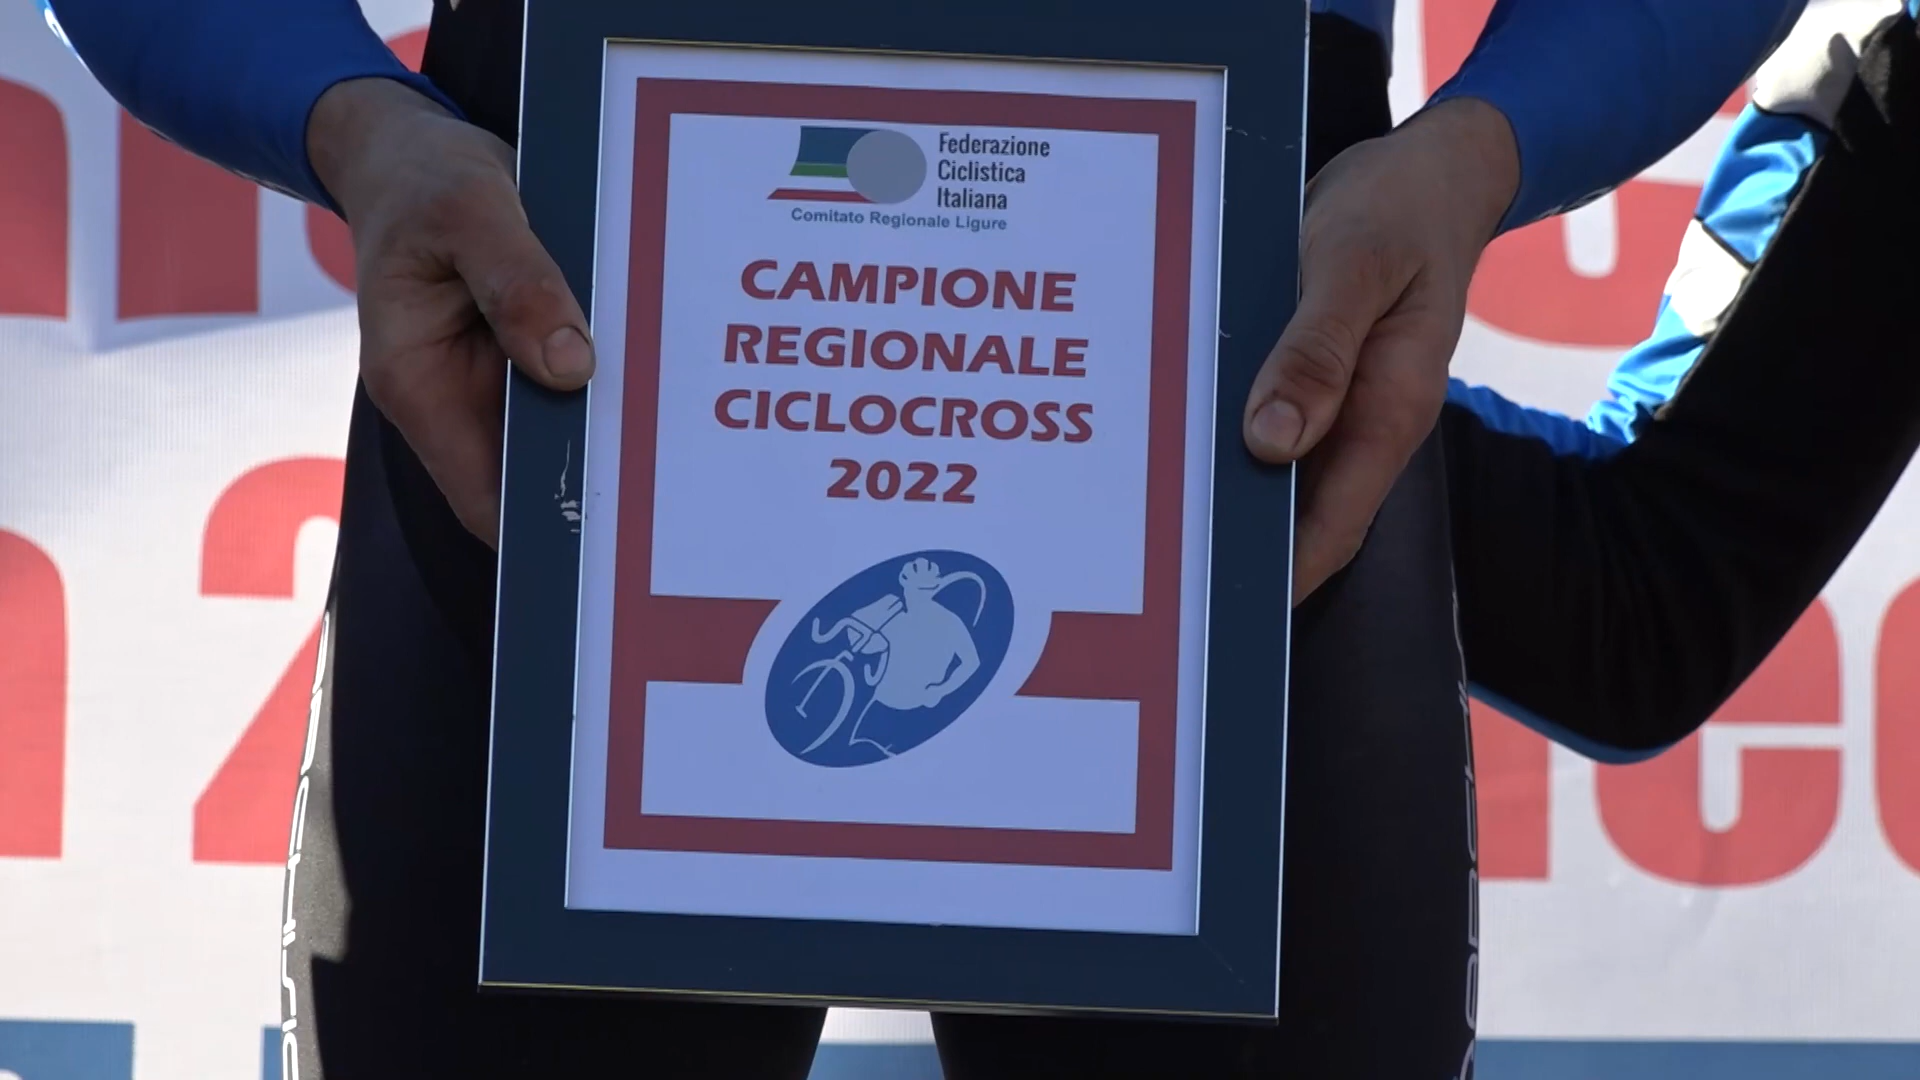 Federazione
Ciclistica
Italiana
Comitato Regionale Ligure
CAMPIONE
REGIONALE
CICLOCROSS
2022